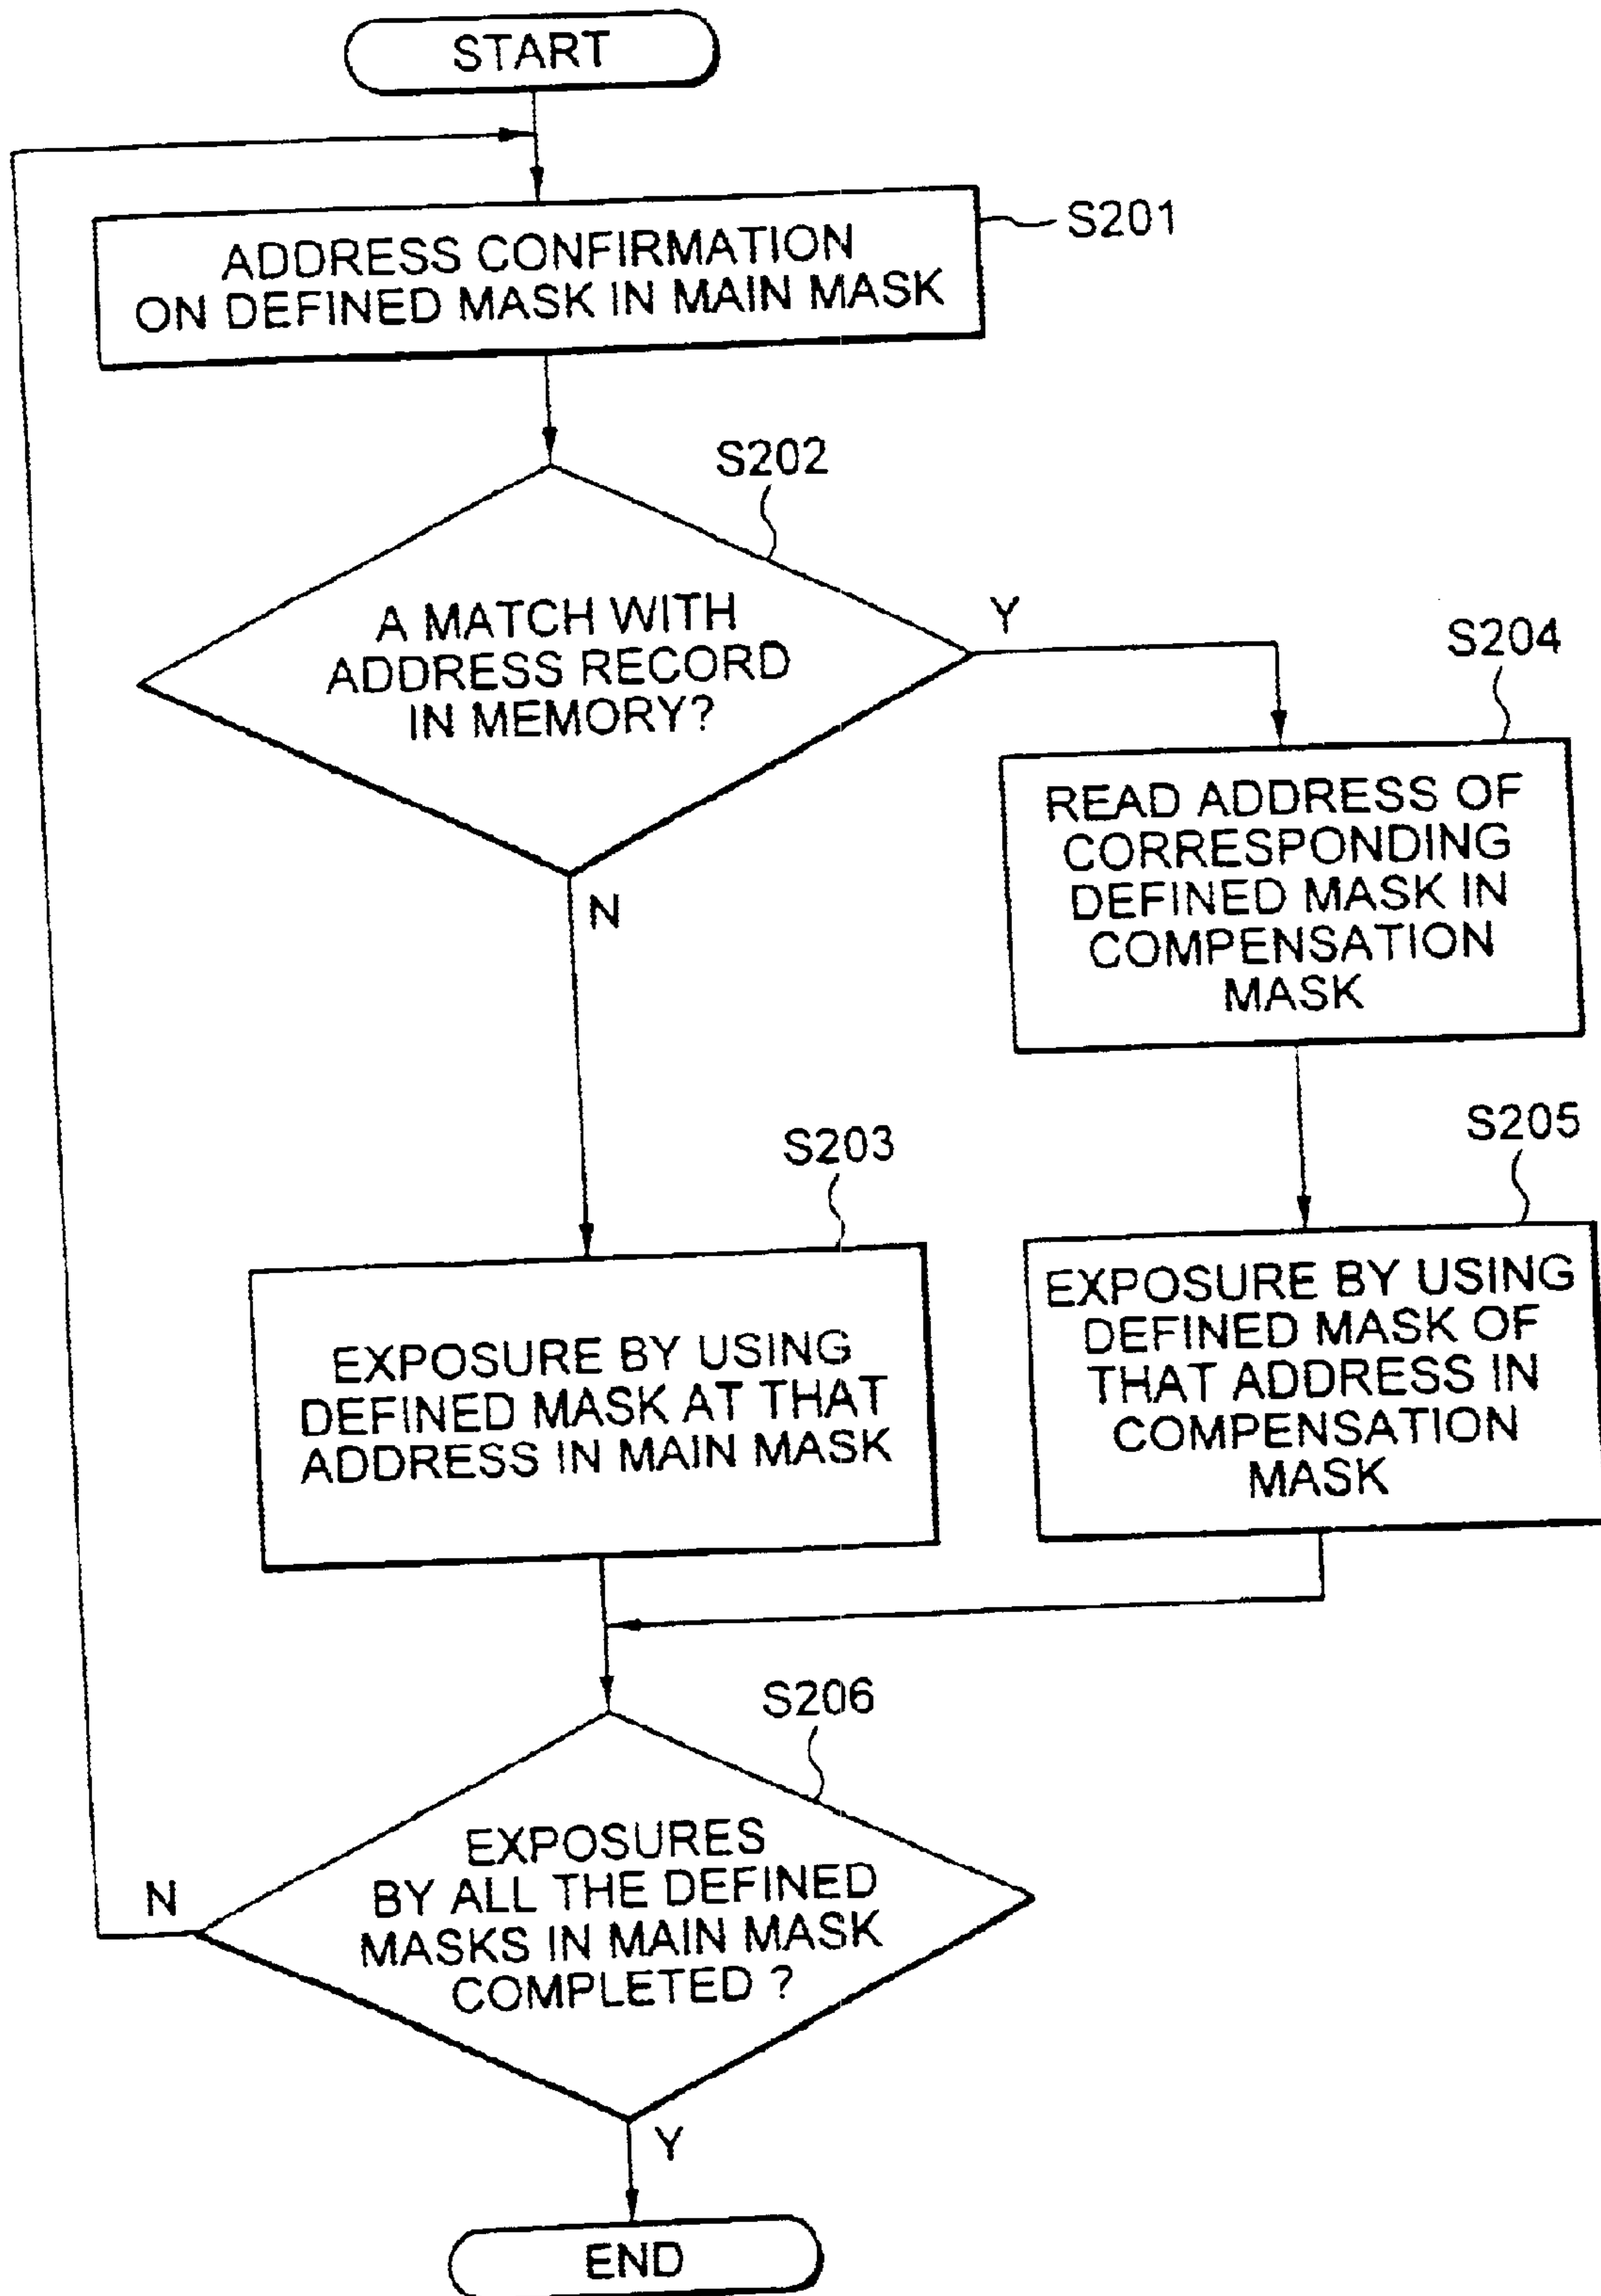 START
ADDRESS CONFIRMATION
ON DEFINED MASK IN MAIN MASK
S201
S202
A MATCH WITH
ADDRESS RECORD
IN MEMORY?
Y
N
S204
READ ADDRESS OF
CORRESPONDING
DEFINED MASK IN
COMPENSATION
MASK
S203
EXPOSURE BY USING
DEFINED MASK AT THAT
ADDRESS IN MAIN MASK
S205
EXPOSURE BY USING
DEFINED MASK OF
THAT ADDRESS IN
COMPENSATION
MASK
S206
EXPOSURES
BY ALL THE DEFINED
MASKS IN MAIN MASK
COMPLETED ?
N
Y
END